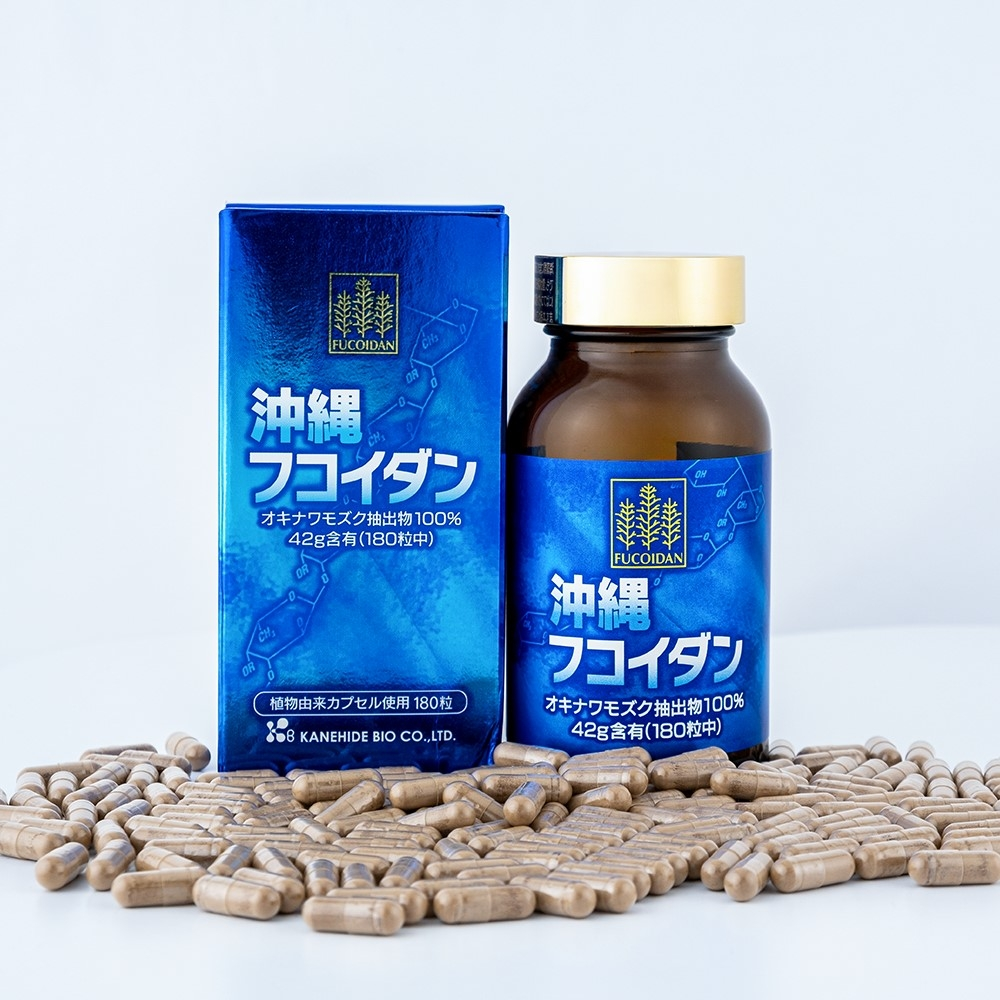 FUCOIDAN
沖縄
フコイダン
オキナワモズク抽出物100%
42g含有(180粒中)
植物由来カプセル使用 180粒
KANEHIDE BIO CO.,LTD.
FUCOIDAN
沖縄
フコイダン
オキナワモズク抽出物100%
42g含有(180粒中)